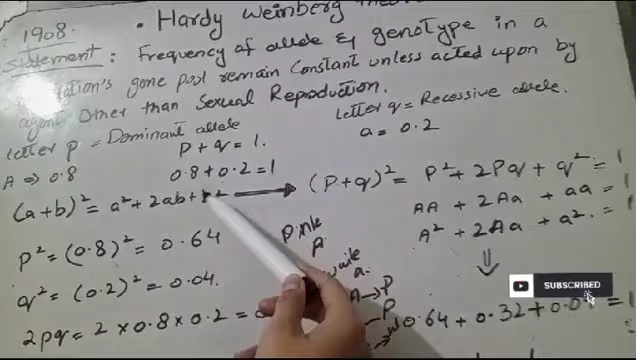 1908.
• Hardy Weinberg
Statement: Frequency of allele & genotype in a
gene pool remain constant unless acted upon by
agent other than Sexual Reproduction.
Letter p = Dominant allele
Letter q = Recessive allele.
A => 0.8
P + q = 1.
a = 0.2
0.8 + 0.2 = 1
(a+b)² = a² + 2ab +
(P+q)² = P² + 2Pq + q² = 1
AA + 2Aa + aa = 1
A² + 2Aa + a². = 1
P² = (0.8)² = 0.64
Pink
A
q² = (0.2)² = 0.04.
a.
SUBSCRIBED
→ P
2pq = 2 × 0.8 × 0.2 =
P
0.64 + 0.32 + 0.0 = 1